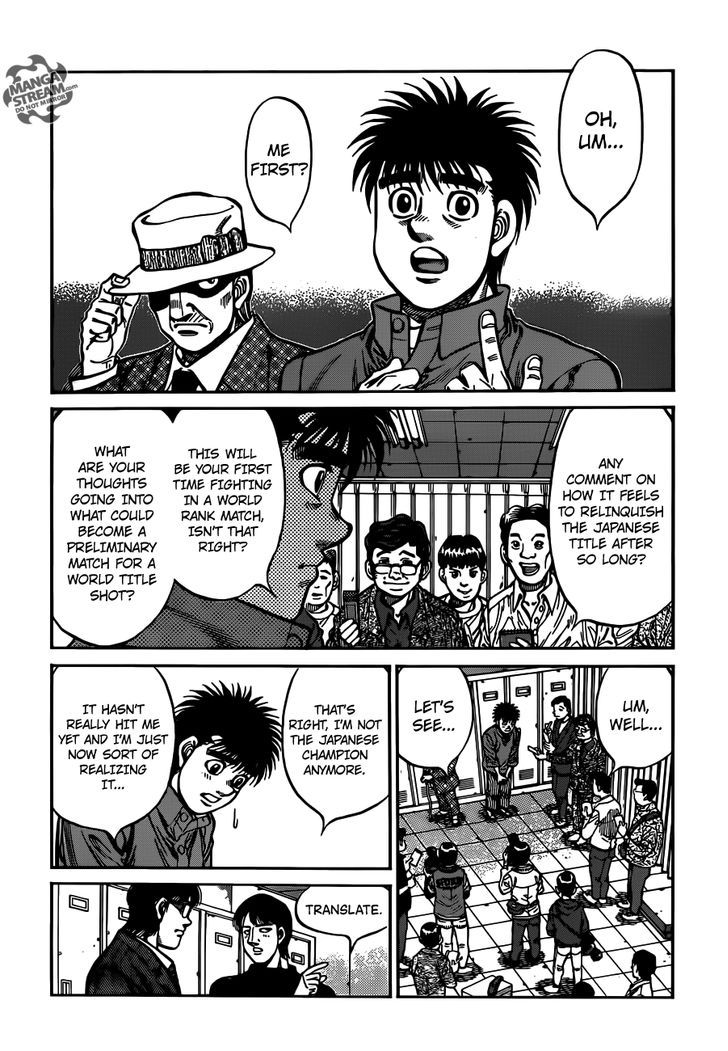 MANGA
STREAM.com
DO NOT MIRROR!
OH,
UM...
ME
FIRST?
ANY
COMMENT ON
HOW IT FEELS
TO RELINQUISH
THE JAPANESE
TITLE AFTER
SO LONG?
THIS WILL
BE YOUR FIRST
TIME FIGHTING
IN A WORLD
RANK MATCH,
ISN'T THAT
RIGHT?
WHAT
ARE YOUR
THOUGHTS
GOING INTO
WHAT COULD
BECOME A
PRELIMINARY
MATCH FOR A
WORLD TITLE
SHOT?
UM,
WELL...
LET'S
SEE...
THAT'S
RIGHT, I'M NOT
THE JAPANESE
CHAMPION
ANYMORE.
IT HASN'T
REALLY HIT ME
YET AND I'M JUST
NOW SORT OF
REALIZING
IT...
TRANSLATE.